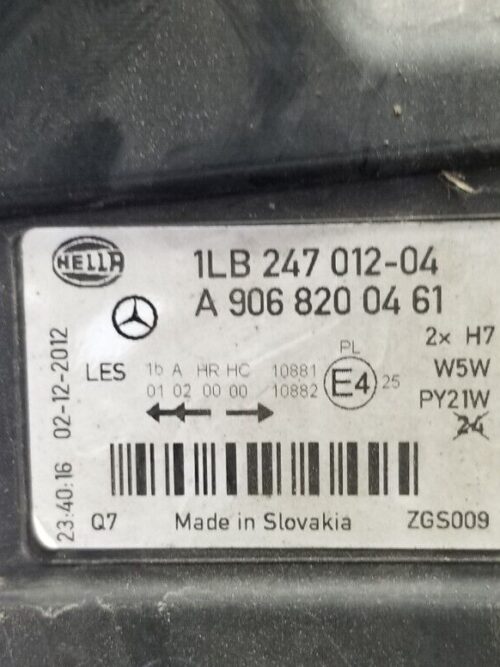 HELLA
1LB 247 012-04
A 906 820 04 61
2x H7
W5W
PY21W
24
LES
1b A HR HC 10881
01 02 00 00 10882
PL
E4
25
Q7
Made in Slovakia
ZGS009
23:40:16 02-12-2012